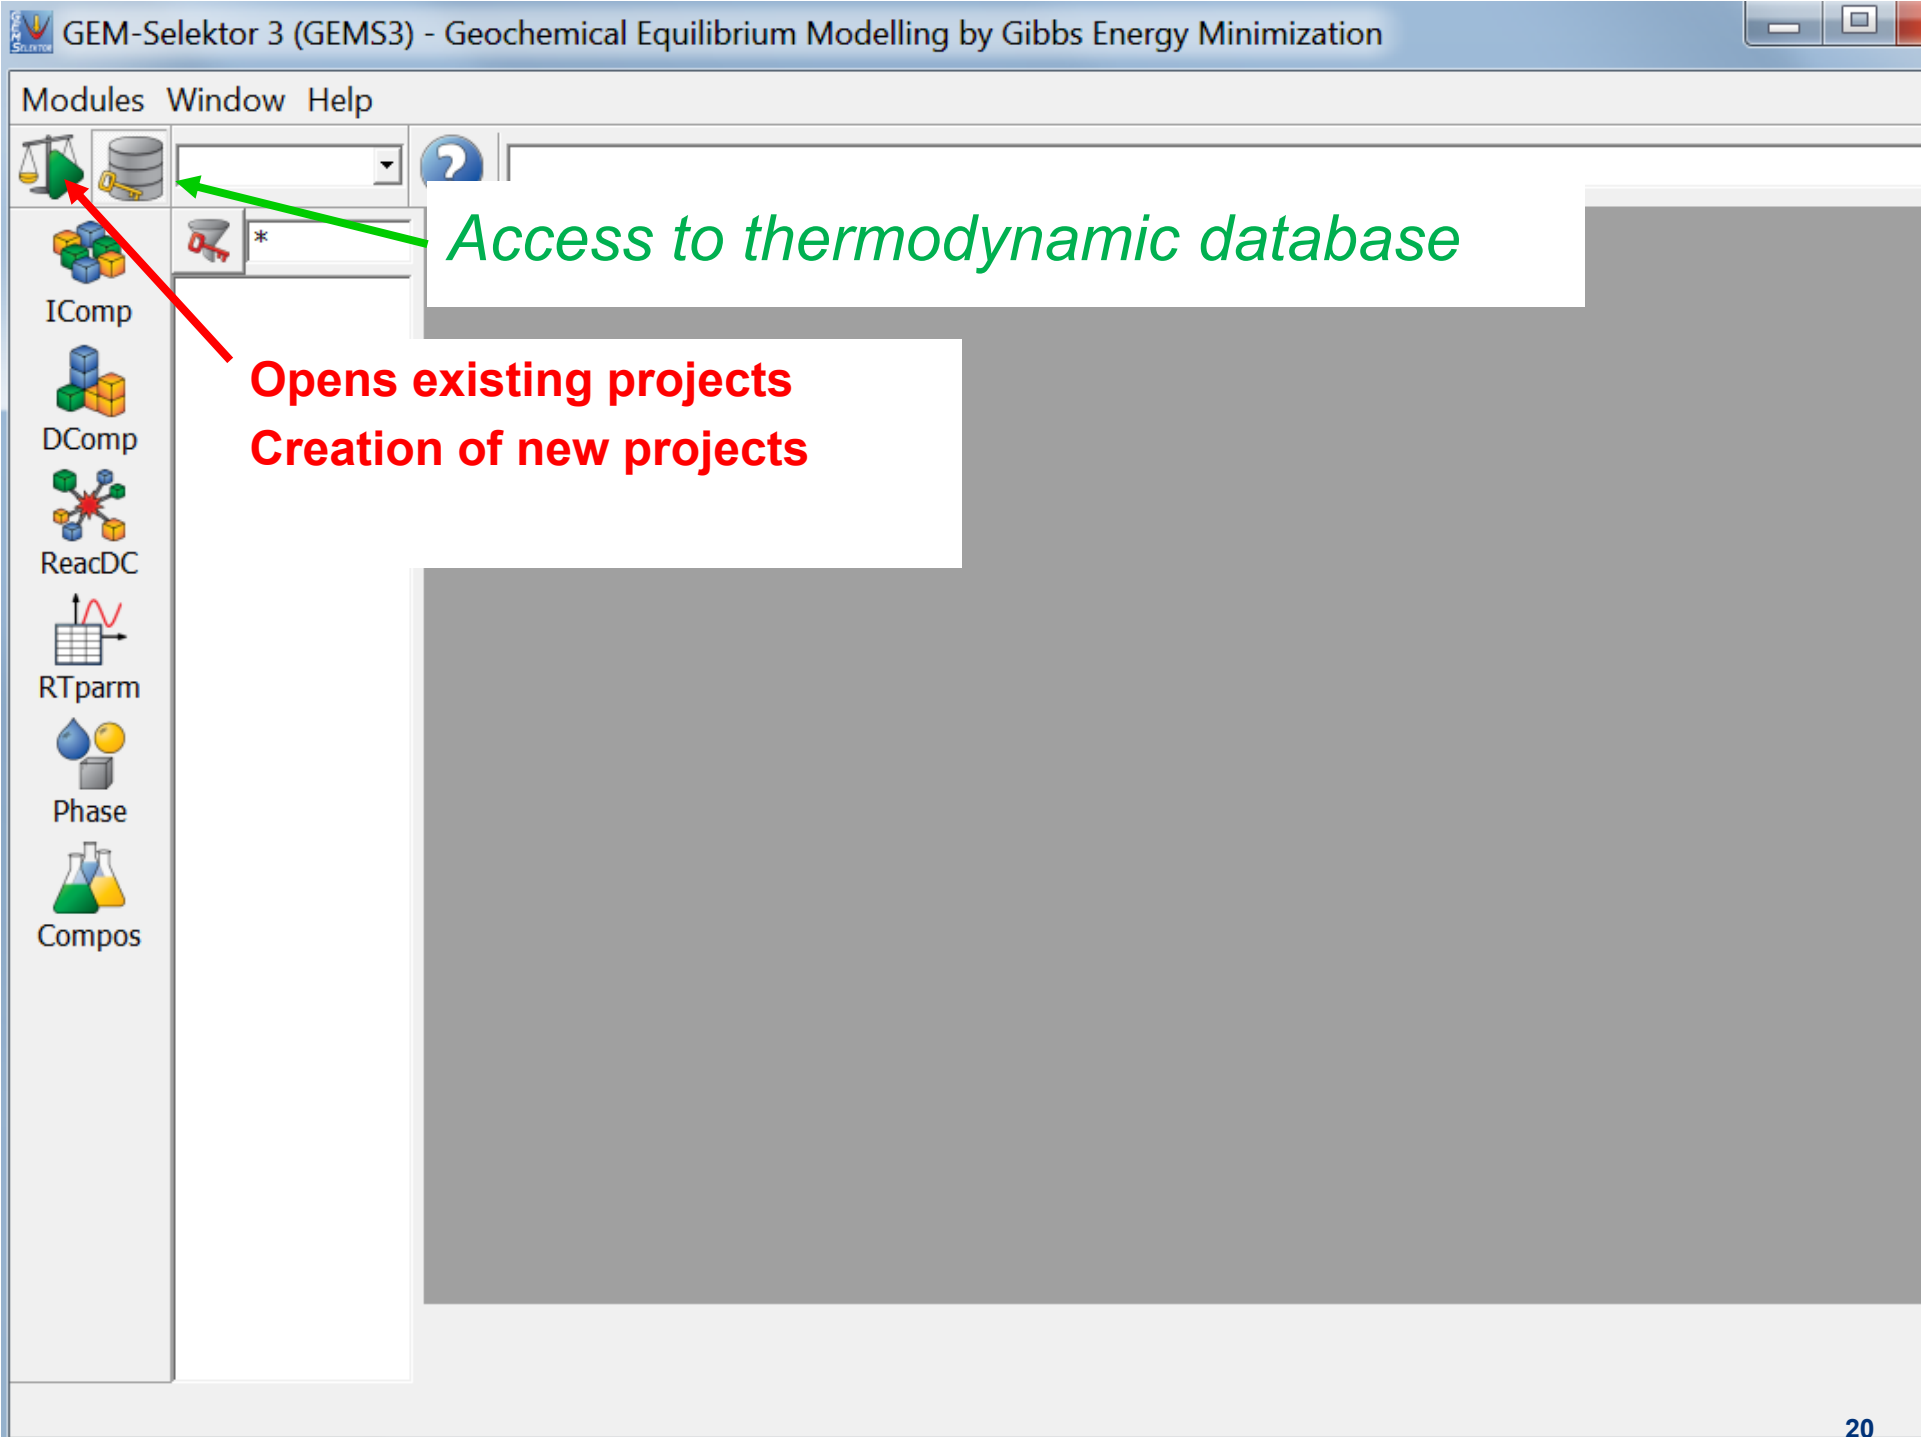 GEM-Selektor 3 (GEMS3) - Geochemical Equilibrium Modelling by Gibbs Energy Minimization
Modules Window Help
*
Access to thermodynamic database
IComp
Opens existing projects
Creation of new projects
DComp
ReacDC
RTparm
Phase
Compos
20